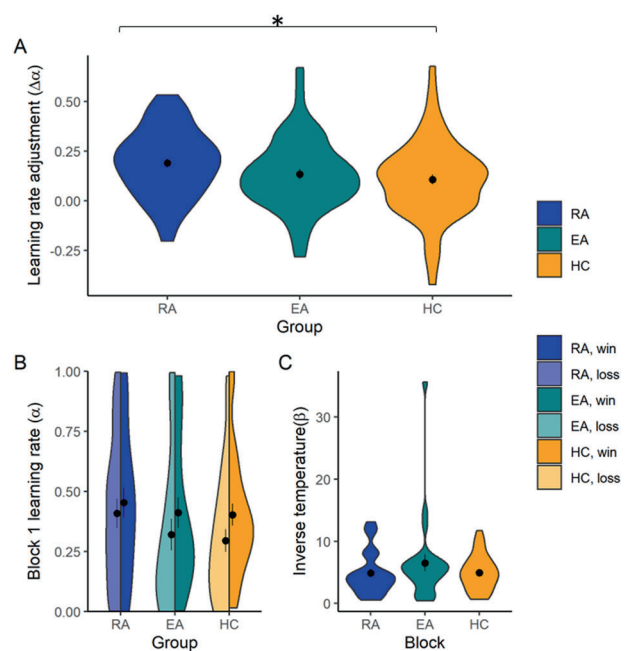 *
A
Learning rate adjustment (Δα)
0.50
0.25
0.00
-0.25
RA
EA
HC
Group
RA
EA
HC
B
Block 1 learning rate (α)
1.00
0.75
0.50
0.25
0.00
RA
EA
HC
Group
C
Inverse temperature(β)
30
20
10
0
RA
EA
HC
Block
RA, win
RA, loss
EA, win
EA, loss
HC, win
HC, loss